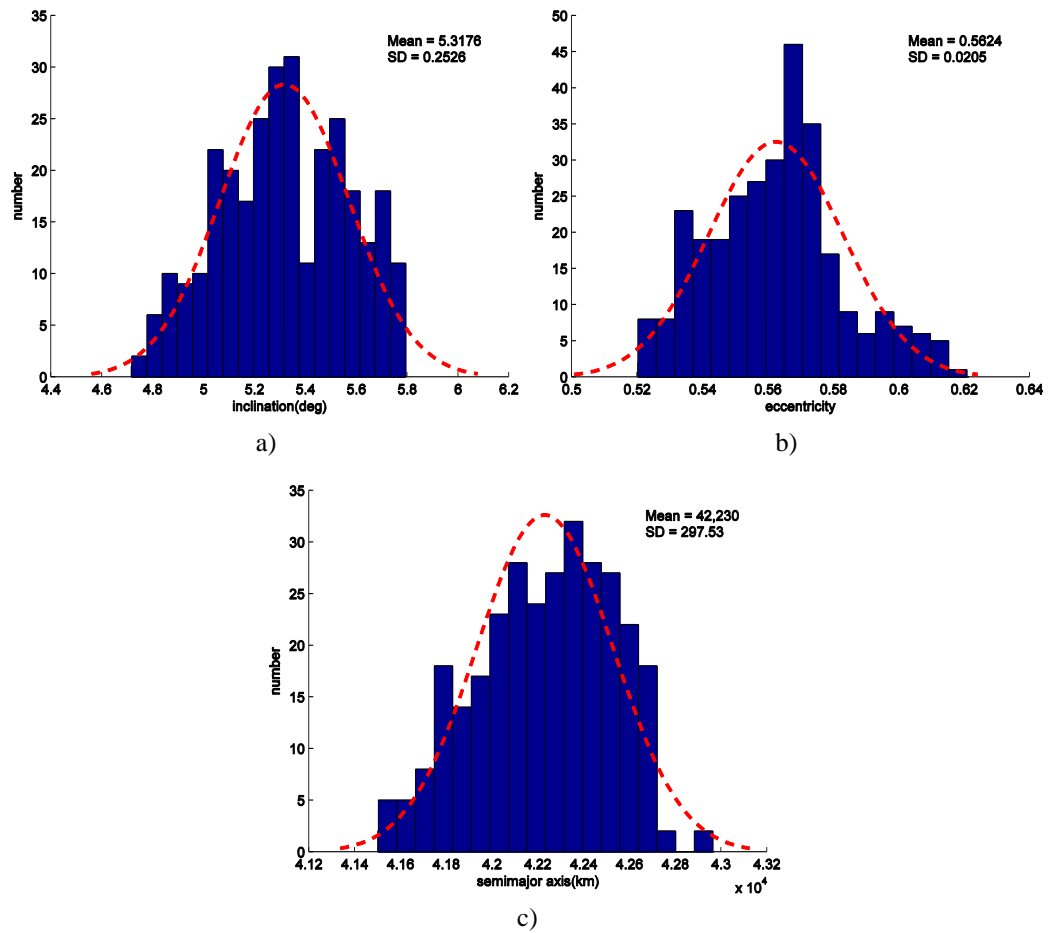 35
30
25
20
15
10
5
0
number
Mean = 5.3176
SD = 0.2526
4.4 4.6 4.8 5 5.2 5.4 5.6 5.8 6 6.2
inclination(deg)
a)
50
45
40
35
30
25
20
15
10
5
0
number
Mean = 0.5624
SD = 0.0205
0.5 0.52 0.54 0.56 0.58 0.6 0.62 0.64
eccentricity
b)
35
30
25
20
15
10
5
0
number
Mean = 42,230
SD = 297.53
4.12 4.14 4.16 4.18 4.2 4.22 4.24 4.26 4.28 4.3 4.32
semimajor axis(km)
x 10⁴
c)